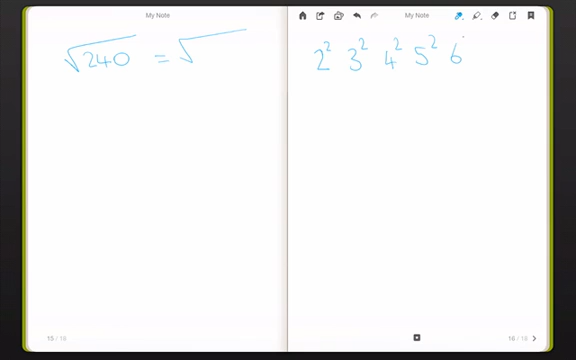 My Note
My Note
√240 = √
2² 3² 4² 5² 6
15 / 16
16 / 16